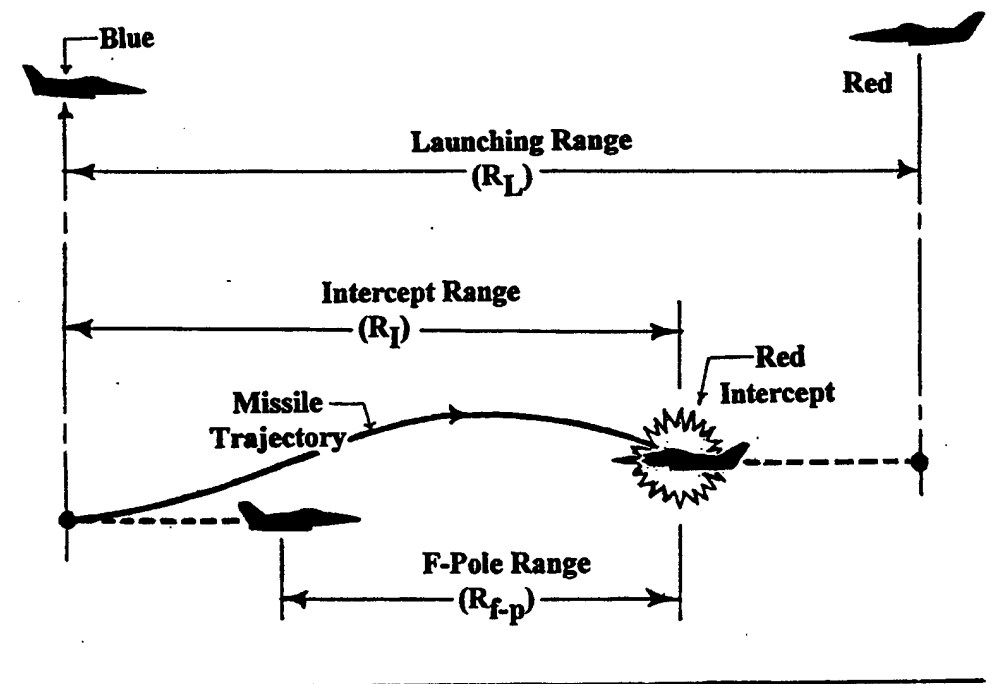 Blue
Red
Launching Range
(RL)
Intercept Range
(RI)
Red
Intercept
Missile
Trajectory
F-Pole Range
(Rf-p)